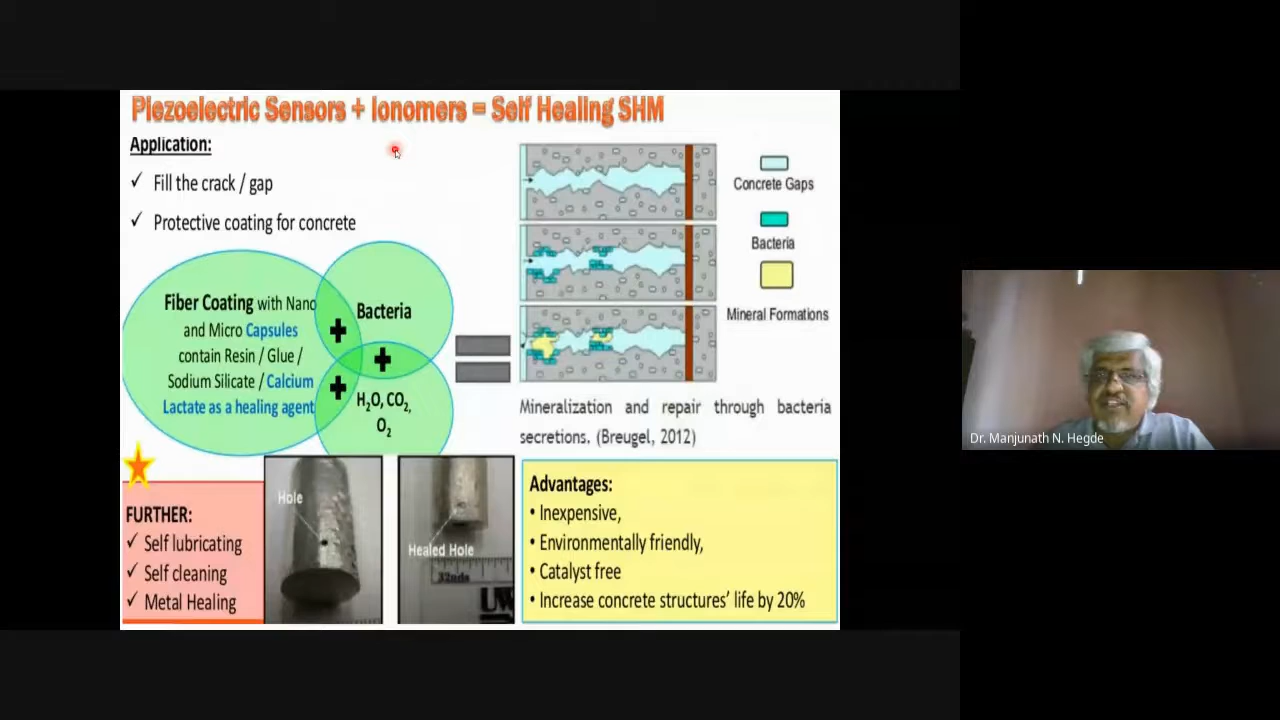 Piezoelectric Sensors + Ionomers = Self Healing SHM
Application:
✓ Fill the crack / gap
✓ Protective coating for concrete
Fiber Coating with Nano
and Micro Capsules
contain Resin / Glue /
Sodium Silicate / Calcium
Lactate as a healing agent
+
Bacteria
+
+
H₂O, CO₂,
O₂
Concrete Gaps
Bacteria
Mineral Formations
Mineralization and repair through bacteria
secretions. (Breugel, 2012)
FURTHER:
✓ Self lubricating
✓ Self cleaning
✓ Metal Healing
Hole
Healed Hole
32nds
UW
Advantages:
• Inexpensive,
• Environmentally friendly,
• Catalyst free
• Increase concrete structures' life by 20%
Dr. Manjunath N. Hegde